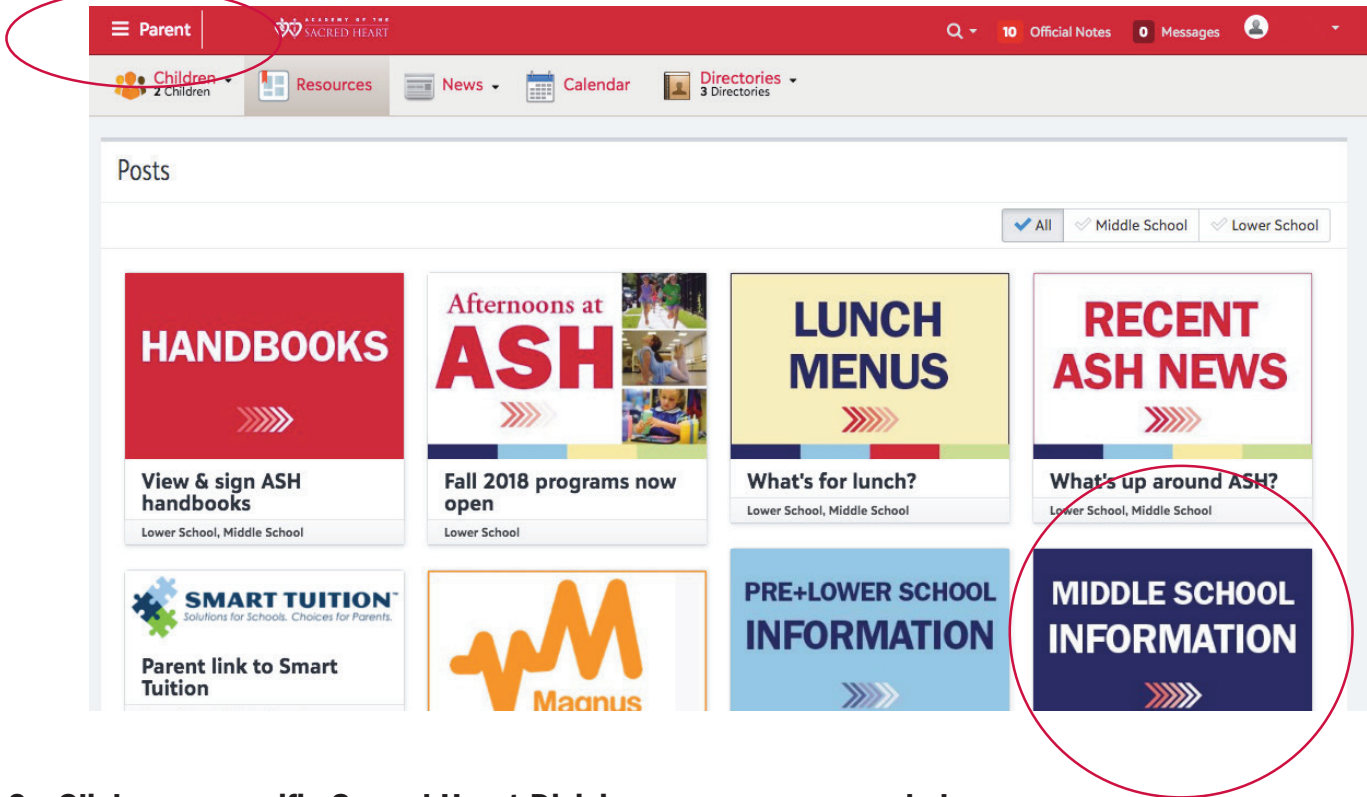 Parent
ACADEMY OF THE
SACRED HEART
10 Official Notes 0 Messages
Children
2 Children
Resources
News
Calendar
Directories
3 Directories
Posts
All Middle School Lower School
HANDBOOKS
View & sign ASH
handbooks
Lower School, Middle School
Afternoons at
ASH
Fall 2018 programs now
open
Lower School
LUNCH
MENUS
What's for lunch?
Lower School, Middle School
RECENT
ASH NEWS
What's up around ASH?
Lower School, Middle School
SMART TUITION™
Solutions for Schools. Choices for Parents.
Parent link to Smart
Tuition
Magnus
PRE+LOWER SCHOOL
INFORMATION
MIDDLE SCHOOL
INFORMATION